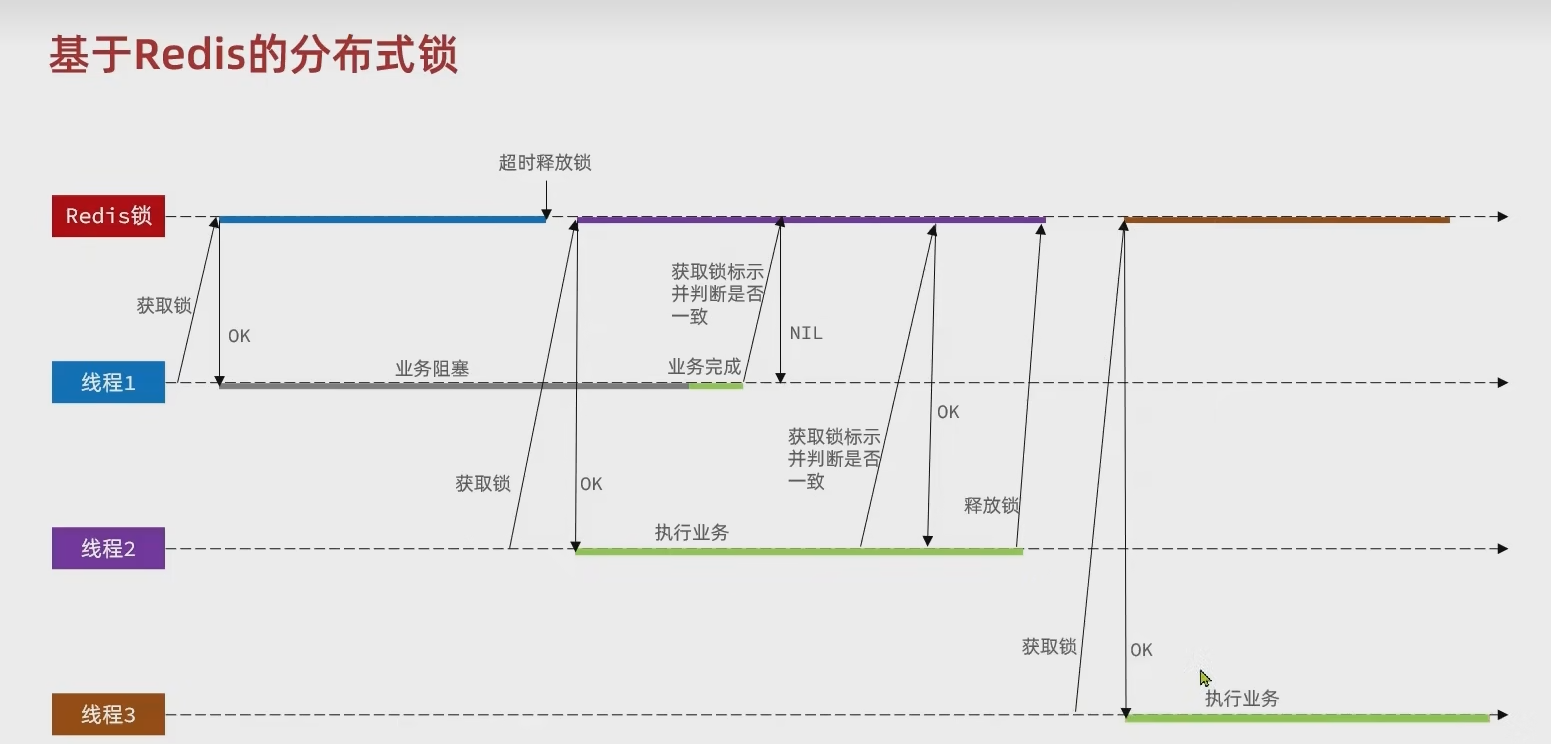 基于Redis的分布式锁
超时释放锁
Redis锁
获取锁标示
并判断是否
一致
获取锁
OK
NIL
业务阻塞
业务完成
线程1
OK
获取锁标示
并判断是否
一致
获取锁
OK
释放锁
执行业务
线程2
获取锁
OK
执行业务
线程3